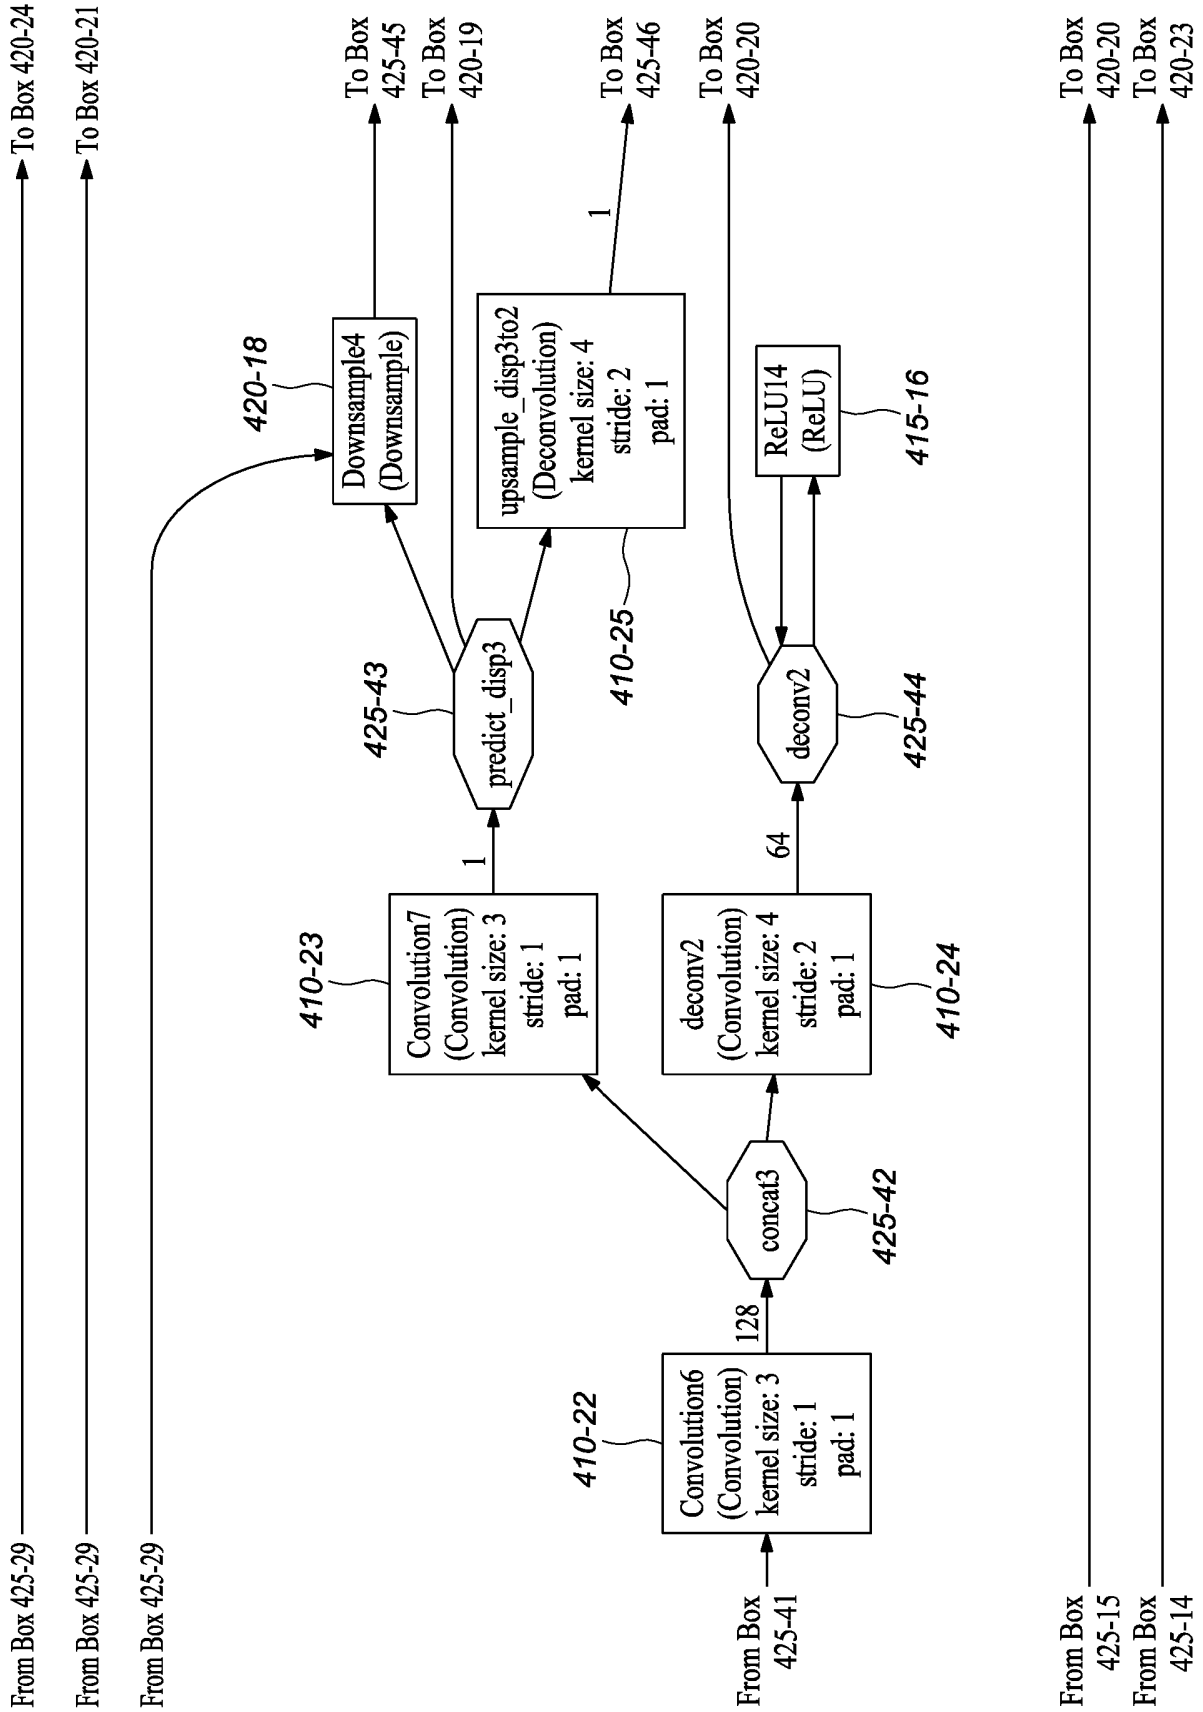 From Box 425-29
To Box 420-24
From Box 425-29
To Box 420-21
From Box 425-29
420-18
Downsample4
(Downsample)
To Box
425-45
To Box
420-19
410-23
Convolution7
(Convolution)
kernel size: 3
stride: 1
pad: 1
1
425-43
predict_disp3
upsample_disp3to2
(Deconvolution)
kernel size: 4
stride: 2
pad: 1
410-25
1
To Box
425-46
From Box
425-41
410-22
Convolution6
(Convolution)
kernel size: 3
stride: 1
pad: 1
128
concat3
425-42
deconv2
(Convolution)
kernel size: 4
stride: 2
pad: 1
410-24
64
deconv2
425-44
ReLU14
(ReLU)
415-16
To Box
420-20
From Box
425-15
To Box
420-20
From Box
425-14
To Box
420-23